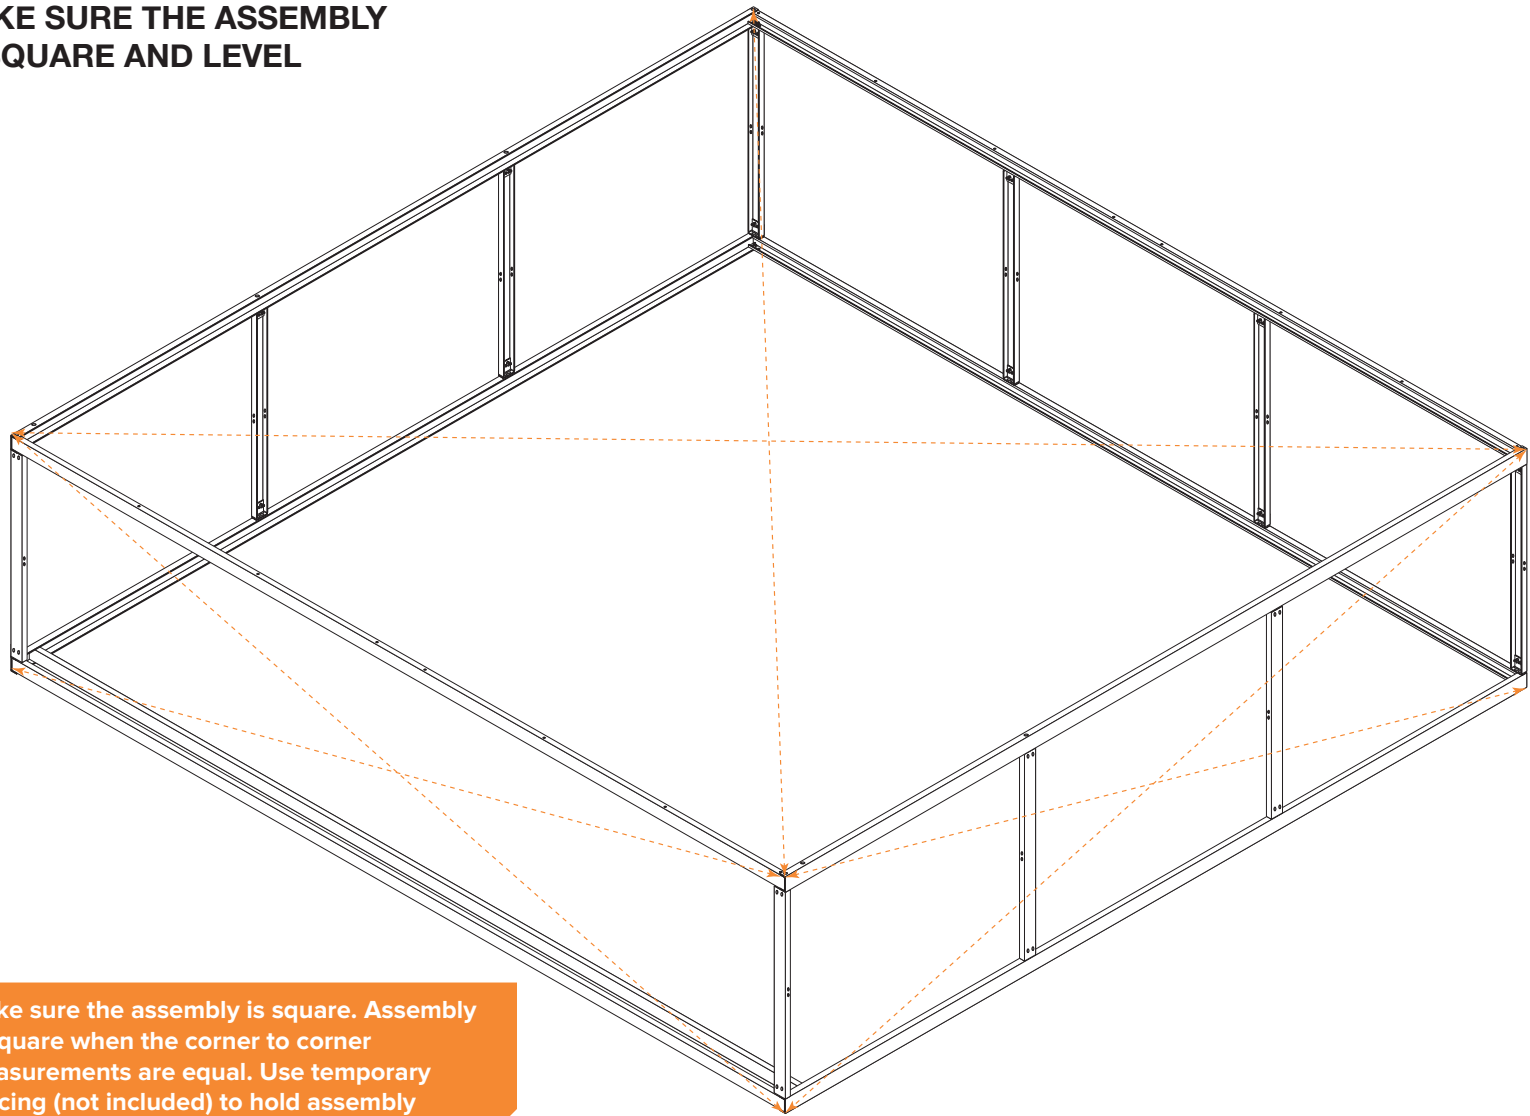 KE SURE THE ASSEMBLY
QUARE AND LEVEL
ke sure the assembly is square. Assembly
quare when the corner to corner
asurements are equal. Use temporary
cing (not included) to hold assembly